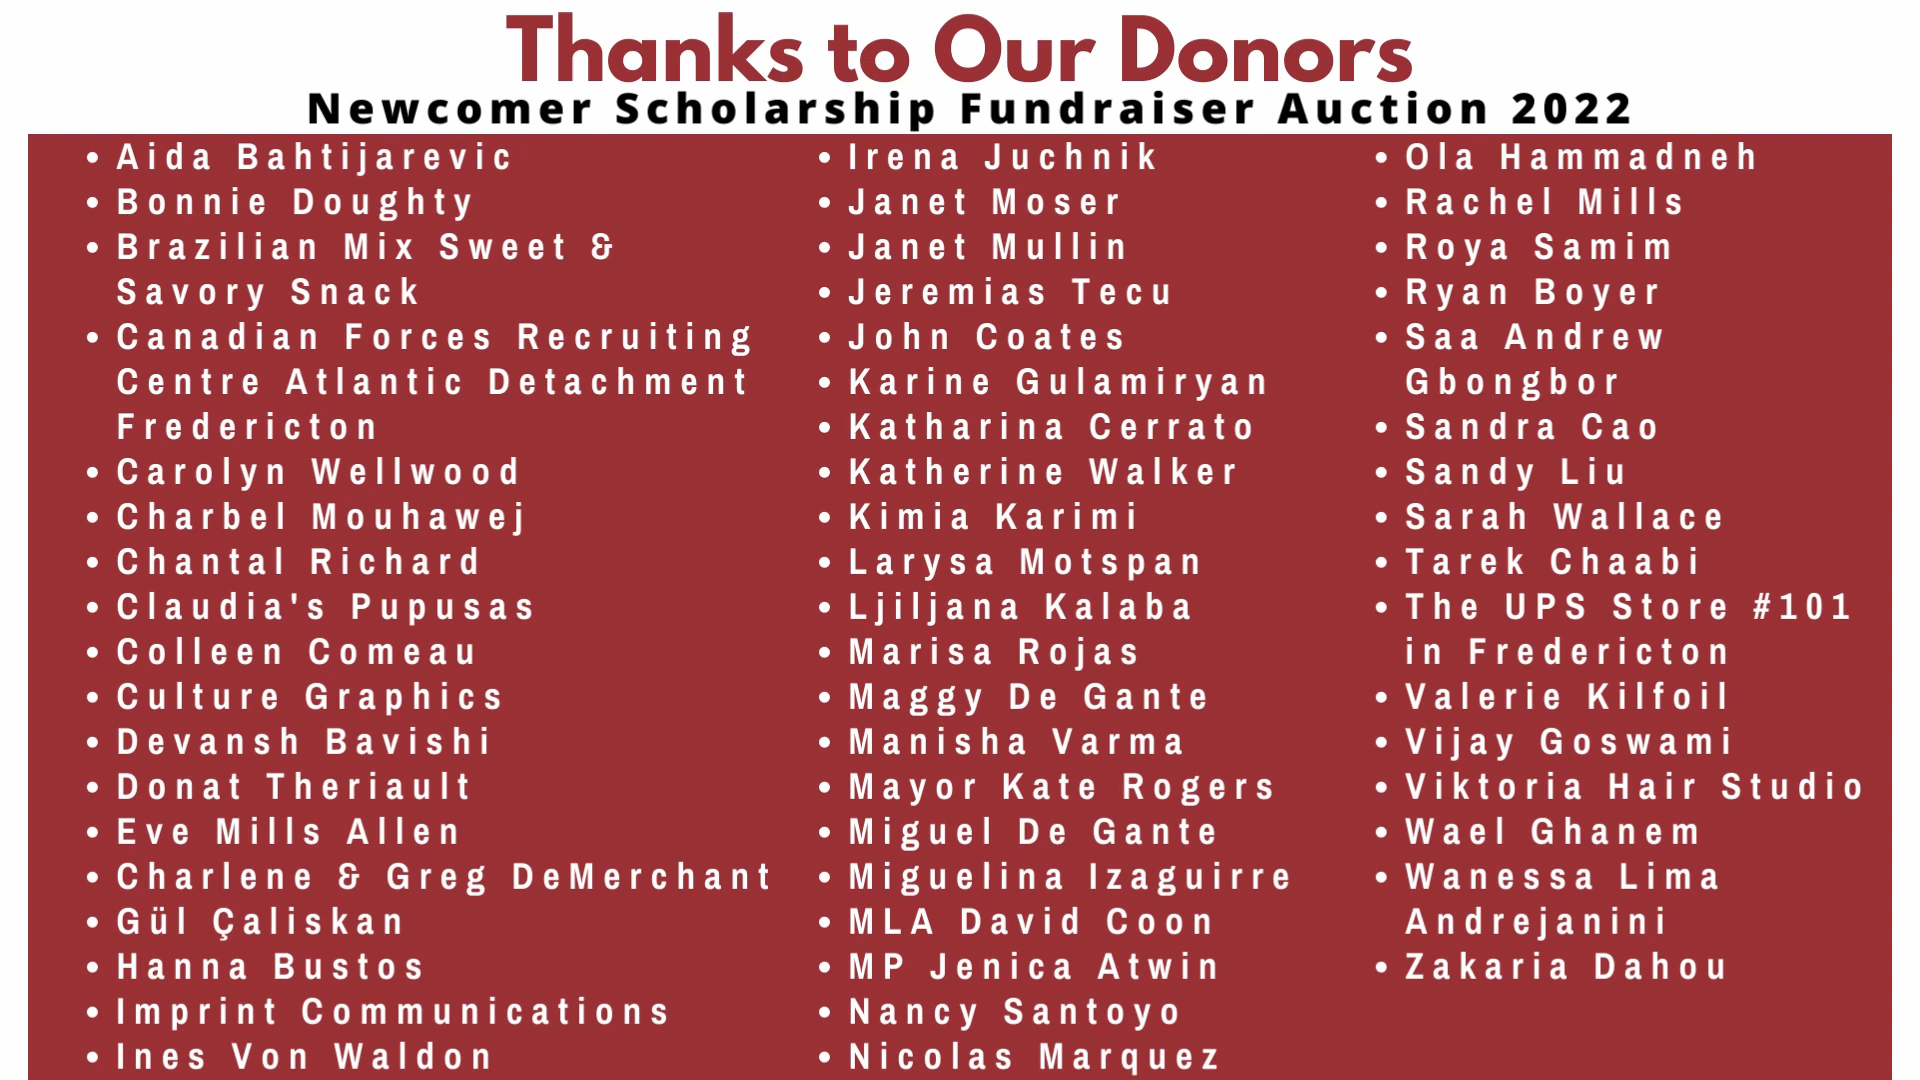 Thanks to Our Donors
Newcomer Scholarship Fundraiser Auction 2022
• Aida Bahtijarevic
• Bonnie Doughty
• Brazilian Mix Sweet &
Savory Snack
• Canadian Forces Recruiting
Centre Atlantic Detachment
Fredericton
• Carolyn Wellwood
• Charbel Mouhawej
• Chantal Richard
• Claudia's Pupusas
• Colleen Comeau
• Culture Graphics
• Devansh Bavishi
• Donat Theriault
• Eve Mills Allen
• Charlene & Greg DeMerchant
• Gül Çaliskan
• Hanna Bustos
• Imprint Communications
• Ines Von Waldon
• Irena Juchnik
• Janet Moser
• Janet Mullin
• Jeremias Tecu
• John Coates
• Karine Gulamiryan
• Katharina Cerrato
• Katherine Walker
• Kimia Karimi
• Larysa Motspan
• Ljiljana Kalaba
• Marisa Rojas
• Maggy De Gante
• Manisha Varma
• Mayor Kate Rogers
• Miguel De Gante
• Miguelina Izaguirre
• MLA David Coon
• MP Jenica Atwin
• Nancy Santoyo
• Nicolas Marquez
• Ola Hammadneh
• Rachel Mills
• Roya Samim
• Ryan Boyer
• Saa Andrew
Gbongbor
• Sandra Cao
• Sandy Liu
• Sarah Wallace
• Tarek Chaabi
• The UPS Store #101
in Fredericton
• Valerie Kilfoil
• Vijay Goswami
• Viktoria Hair Studio
• Wael Ghanem
• Wanessa Lima
Andrejanini
• Zakaria Dahou